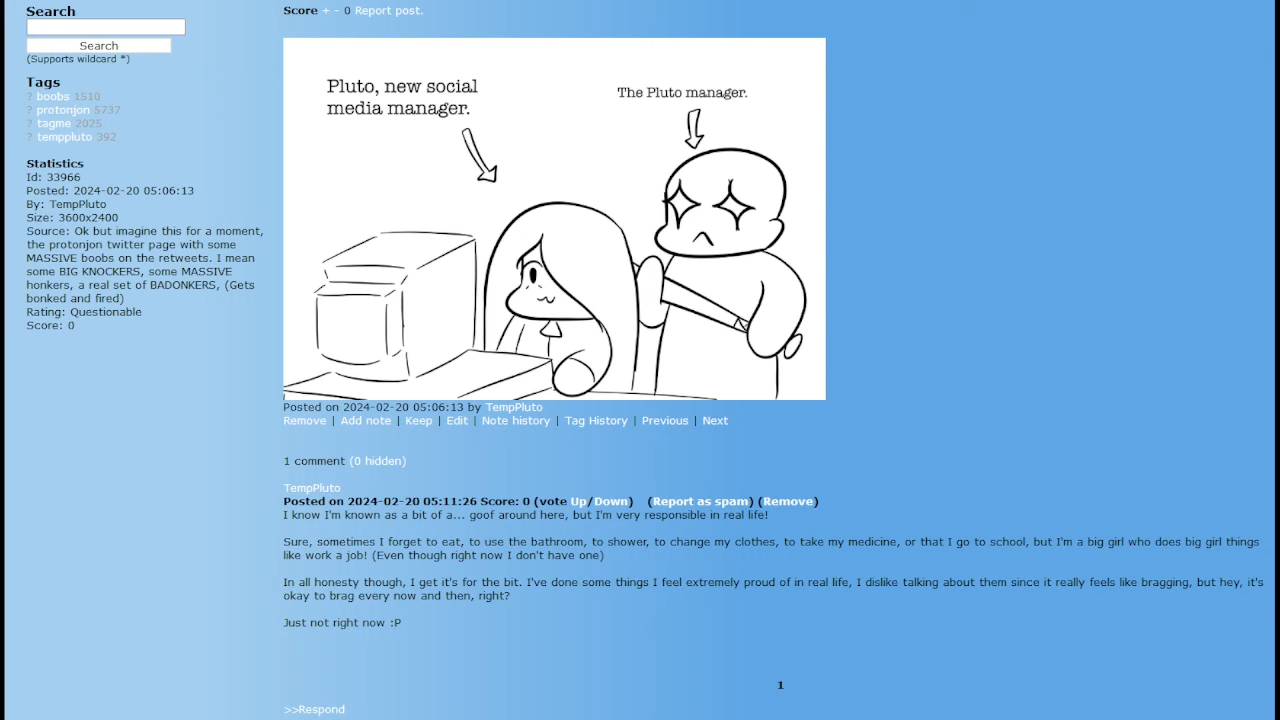 Search
Search
(Supports wildcard *)
Tags
? boobs 1510
? protonjon 5737
? tagme 2025
? temppluto 392
Statistics
Id: 33966
Posted: 2024-02-20 05:06:13
By: TempPluto
Size: 3600x2400
Source: Ok but imagine this for a moment,
the protonjon twitter page with some
MASSIVE boobs on the retweets. I mean
some BIG KNOCKERS, some MASSIVE
honkers, a real set of BADONKERS, (Gets
bonked and fired)
Rating: Questionable
Score: 0
Score + - 0 Report post.
Pluto, new social
media manager.
The Pluto manager.
Posted on 2024-02-20 05:06:13 by TempPluto
Remove | Add note | Keep | Edit | Note history | Tag History | Previous | Next
1 comment (0 hidden)
TempPluto
Posted on 2024-02-20 05:11:26 Score: 0 (vote Up/Down) (Report as spam) (Remove)
I know I'm known as a bit of a... goof around here, but I'm very responsible in real life!
Sure, sometimes I forget to eat, to use the bathroom, to shower, to change my clothes, to take my medicine, or that I go to school, but I'm a big girl who does big girl things
like work a job! (Even though right now I don't have one)
In all honesty though, I get it's for the bit. I've done some things I feel extremely proud of in real life, I dislike talking about them since it really feels like bragging, but hey, it's
okay to brag every now and then, right?
Just not right now :P
1
>>Respond